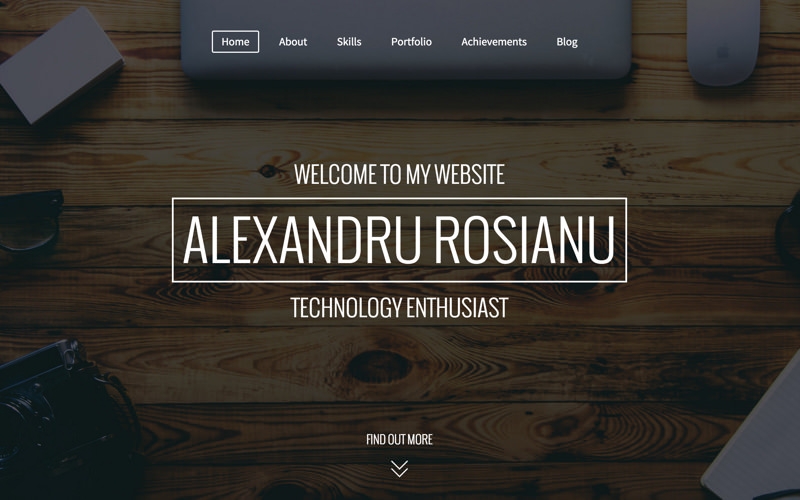 Home About Skills Portfolio Achievements Blog
WELCOME TO MY WEBSITE
ALEXANDRU ROSIANU
TECHNOLOGY ENTHUSIAST
FIND OUT MORE